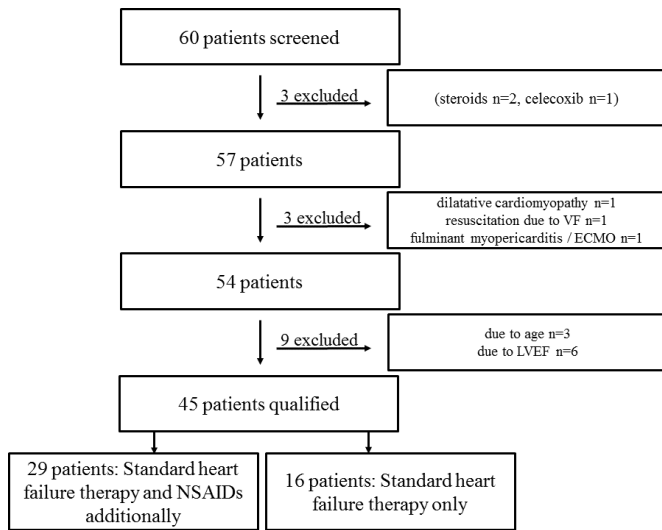 60 patients screened
3 excluded
(steroids n=2, celecoxib n=1)
57 patients
3 excluded
dilatative cardiomyopathy n=1
resuscitation due to VF n=1
fulminant myopericarditis / ECMO n=1
54 patients
9 excluded
due to age n=3
due to LVEF n=6
45 patients qualified
29 patients: Standard heart
failure therapy and NSAIDs
additionally
16 patients: Standard heart
failure therapy only